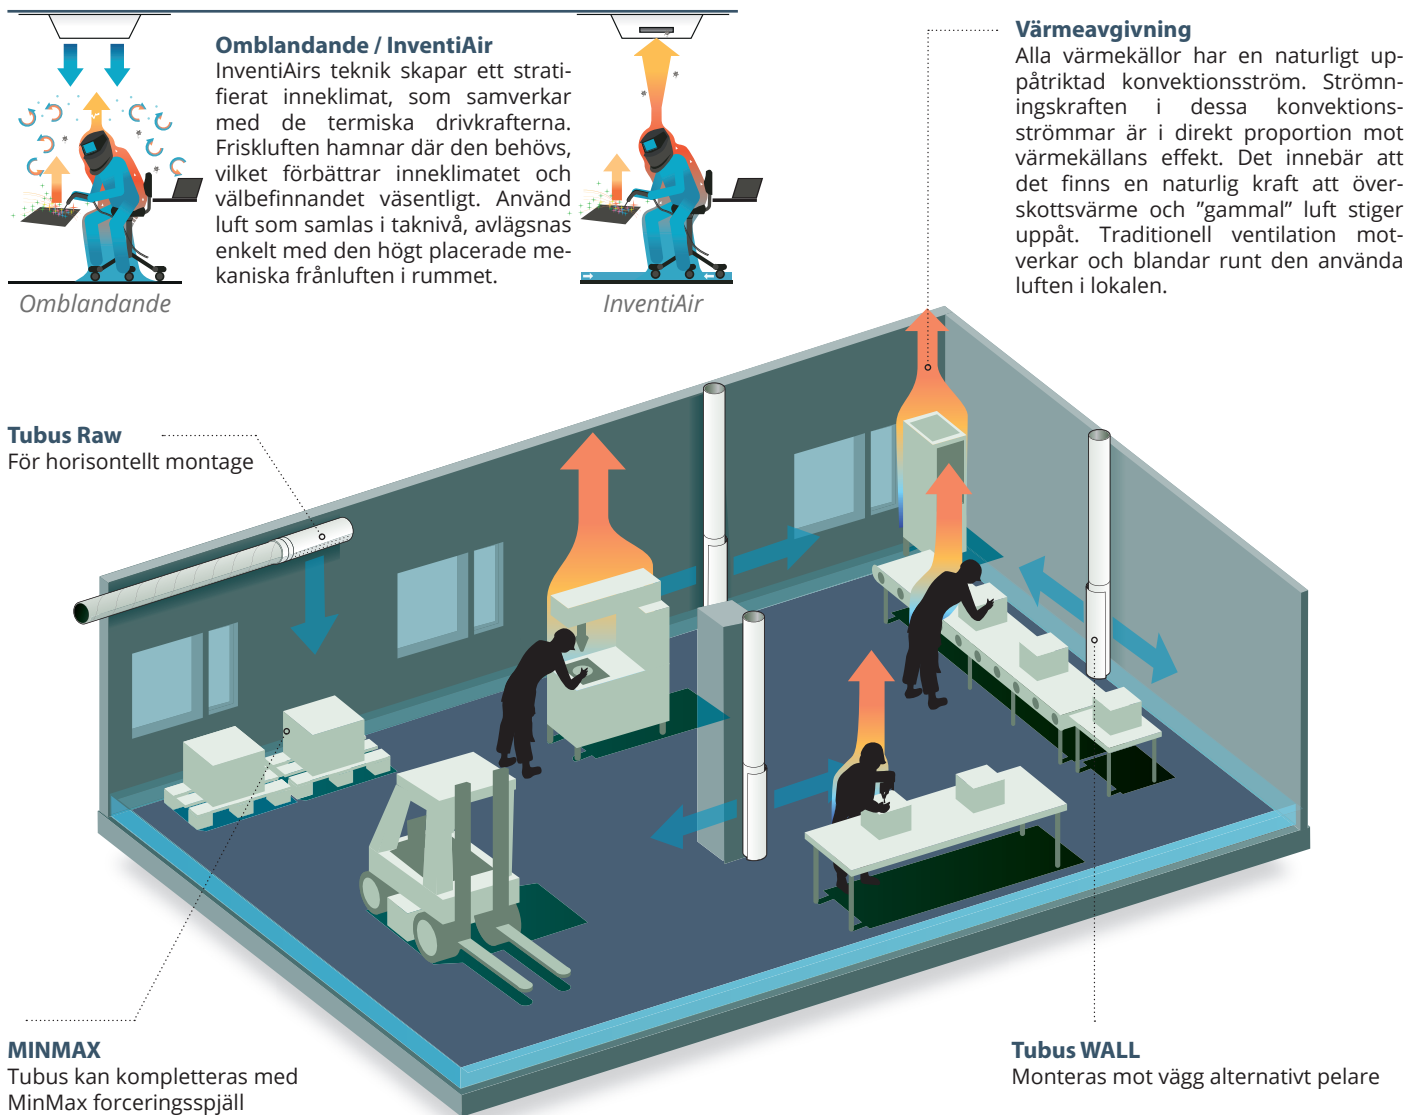 Omblandande / InventiAir
InventiAirs teknik skapar ett strati-
fierat inneklimat, som samverkar
med de termiska drivkrafterna.
Friskluften hamnar där den behövs,
vilket förbättrar inneklimatet och
välbefinnandet väsentligt. Använd
luft som samlas i taknivå, avlägsnas
enkelt med den högt placerade me-
kaniska frånluften i rummet.
Omblandande
InventiAir
Värmeavgivning
Alla värmekällor har en naturligt up-
påtriktad konvektionsström. Strömn-
ingskraften i dessa konvektions-
strömmar är i direkt proportion mot
värmekällans effekt. Det innebär att
det finns en naturlig kraft att över-
skottsvärme och ”gammal” luft stiger
uppåt. Traditionell ventilation mot-
verkar och blandar runt den använda
luften i lokalen.
Tubus Raw
För horisontellt montage
MINMAX
Tubus kan kompletteras med
MinMax forceringsspjäll
Tubus WALL
Monteras mot vägg alternativt pelare